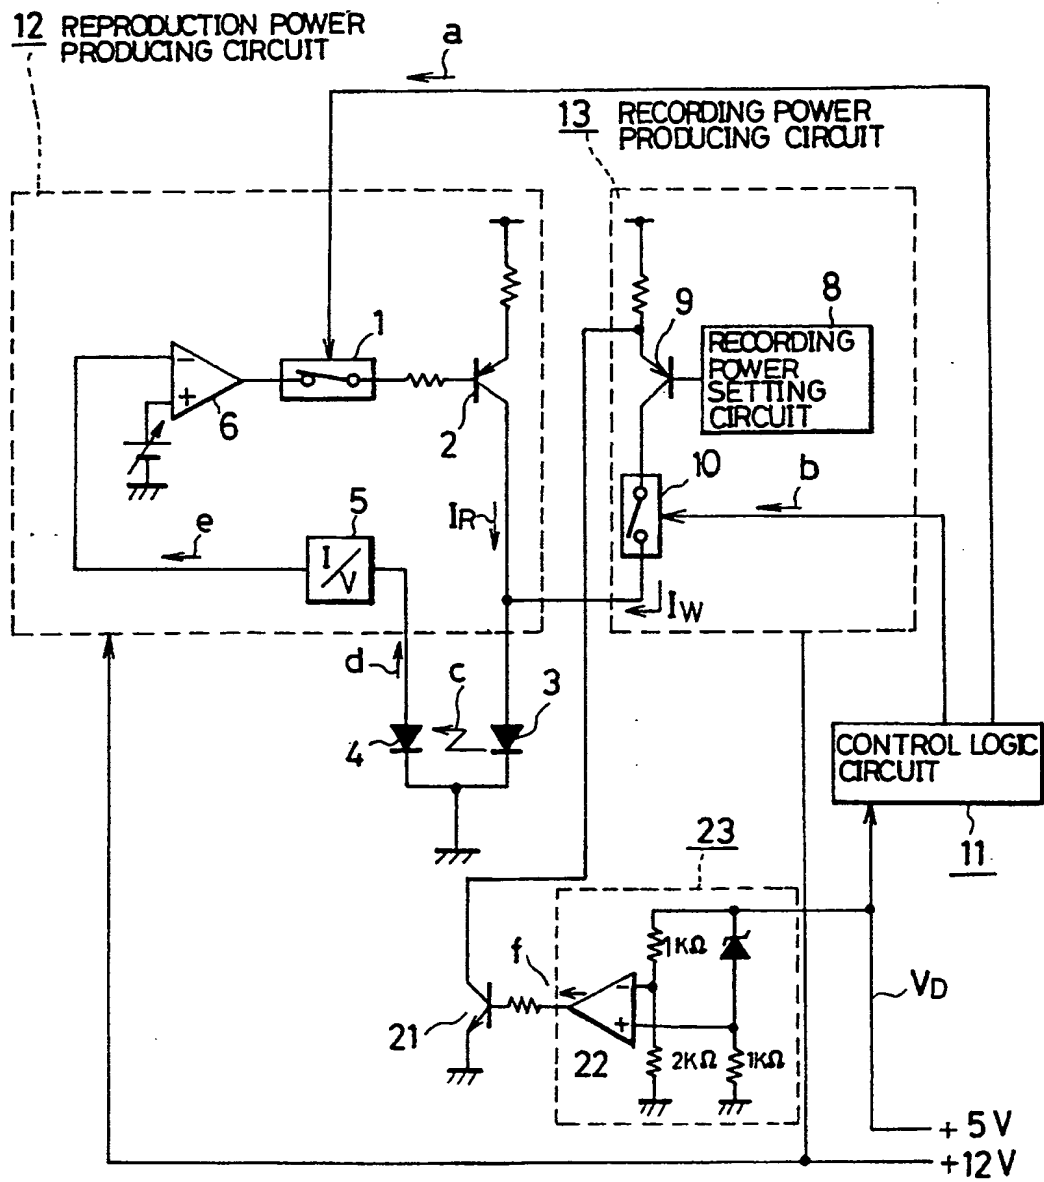 12 REPRODUCTION POWER
PRODUCING CIRCUIT
a
13 RECORDING POWER
PRODUCING CIRCUIT
1
9
8
RECORDING
POWER
SETTING
CIRCUIT
-
+
6
2
10
b
5
IR
e
I/V
IW
d
c
3
4
CONTROL LOGIC
CIRCUIT
11
23
1KΩ
f
-
+
VD
21
22
2KΩ
1KΩ
+5V
+12V